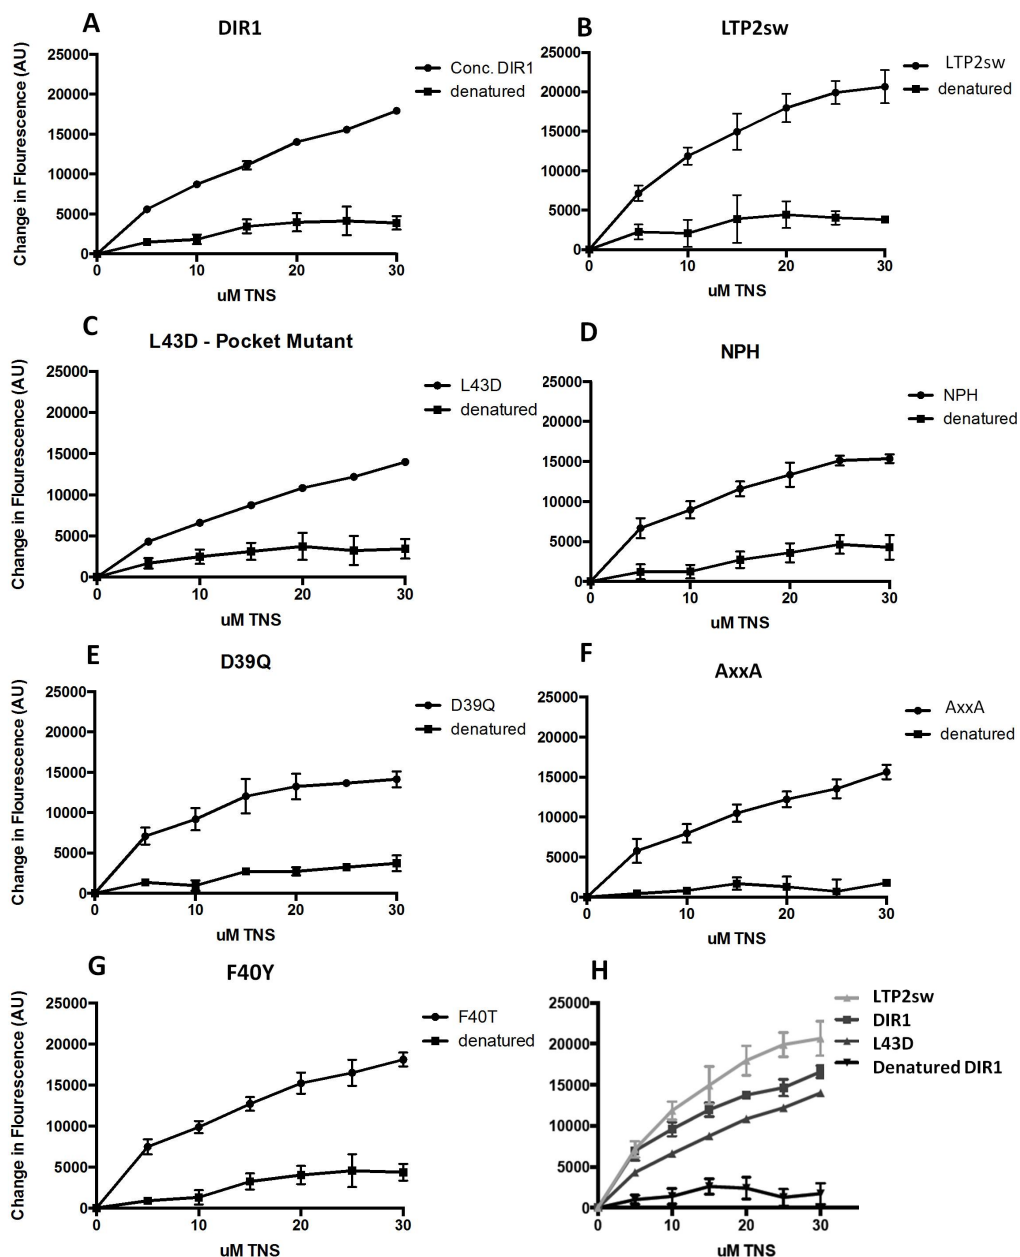 A
DIR1
Change in Flourescence (AU)
25000
20000
15000
10000
5000
0
0
10
20
30
uM TNS
Conc. DIR1
denatured
B
LTP2sw
25000
20000
15000
10000
5000
0
0
10
20
30
uM TNS
LTP2sw
denatured
C
L43D - Pocket Mutant
Change in Flourescence (AU)
25000
20000
15000
10000
5000
0
0
10
20
30
uM TNS
L43D
denatured
D
NPH
25000
20000
15000
10000
5000
0
0
10
20
30
uM TNS
NPH
denatured
E
D39Q
Change in Flourescence (AU)
25000
20000
15000
10000
5000
0
0
10
20
30
uM TNS
D39Q
denatured
F
AxxA
25000
20000
15000
10000
5000
0
0
10
20
30
uM TNS
AxxA
denatured
G
F40Y
Change in Flourescence (AU)
25000
20000
15000
10000
5000
0
0
10
20
30
uM TNS
F40T
denatured
H
25000
20000
15000
10000
5000
0
0
10
20
30
uM TNS
LTP2sw
DIR1
L43D
Denatured DIR1